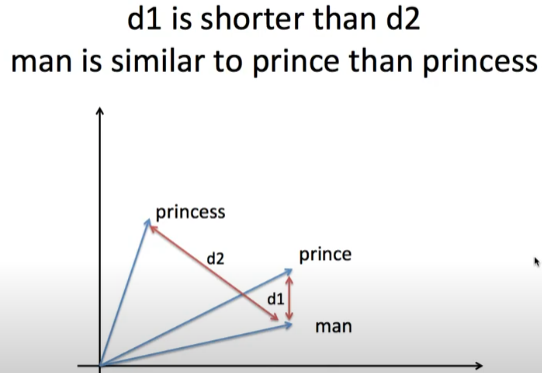 d1 is shorter than d2
man is similar to prince than princess
princess
d2
prince
d1
man